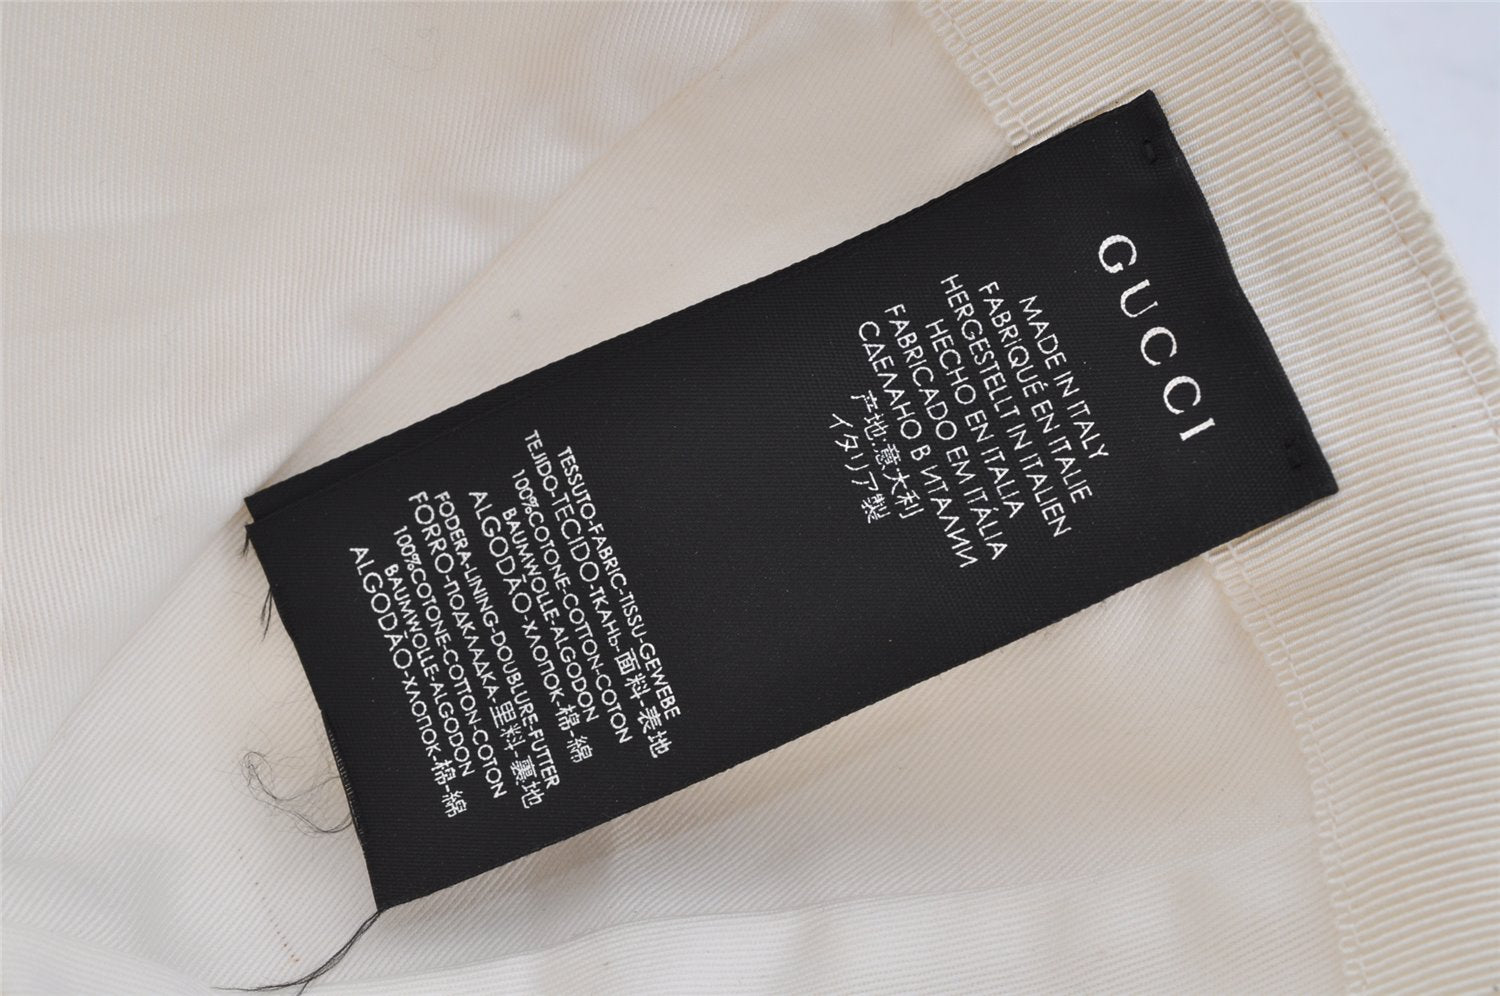 GUCCI
MADE IN ITALY
FABRIQUÉ EN ITALIE
HERGESTELLT IN ITALIEN
HECHO EN ITALIA
FABRICADO EM ITÁLIA
СДЕЛАНО В ИТАЛИИ
产地:意大利
イタリア製
TESSUTO-FABRIC-TISSU-GEWEBE
TEJIDO-TECIDO-ТКАНЬ-面料-表地
100%COTONE-COTTON-COTON
BAUMWOLLE-ALGODON
ALGODÃO-ХЛОПОК-棉-綿
FODERA-LINING-DOUBLURE-FUTTER
FORRO-ПОДКЛАДКА-里料-裏地
100%COTONE-COTTON-COTON
BAUMWOLLE-ALGODON
ALGODÃO-ХЛОПОК-棉-綿